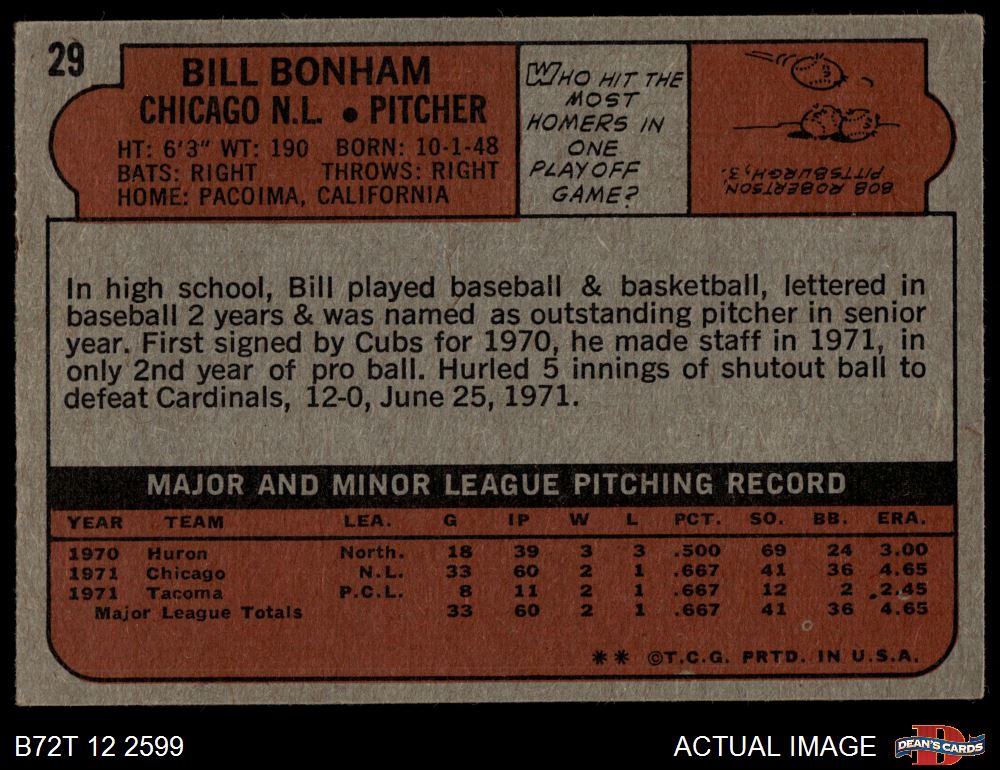 29
BILL BONHAM
CHICAGO N.L. • PITCHER
HT: 6'3" WT: 190 BORN: 10-1-48
BATS: RIGHT THROWS: RIGHT
HOME: PACOIMA, CALIFORNIA
WHO HIT THE
MOST
HOMERS IN
ONE
PLAYOFF
GAME?
BOB ROBERTSON,
PITTSBURGH, 3.
In high school, Bill played baseball & basketball, lettered in
baseball 2 years & was named as outstanding pitcher in senior
year. First signed by Cubs for 1970, he made staff in 1971, in
only 2nd year of pro ball. Hurled 5 innings of shutout ball to
defeat Cardinals, 12-0, June 25, 1971.
MAJOR AND MINOR LEAGUE PITCHING RECORD
YEAR TEAM LEA. G IP W L PCT. SO. BB. ERA.
1970 Huron North. 18 39 3 3 .500 69 24 3.00
1971 Chicago N.L. 33 60 2 1 .667 41 36 4.65
1971 Tacoma P.C.L. 8 11 2 1 .667 12 2 2.45
Major League Totals 33 60 2 1 .667 41 36 4.65
** ©T.C.G. PRTD. IN U.S.A.
B72T 12 2599
ACTUAL IMAGE
D
DEAN'S CARDS